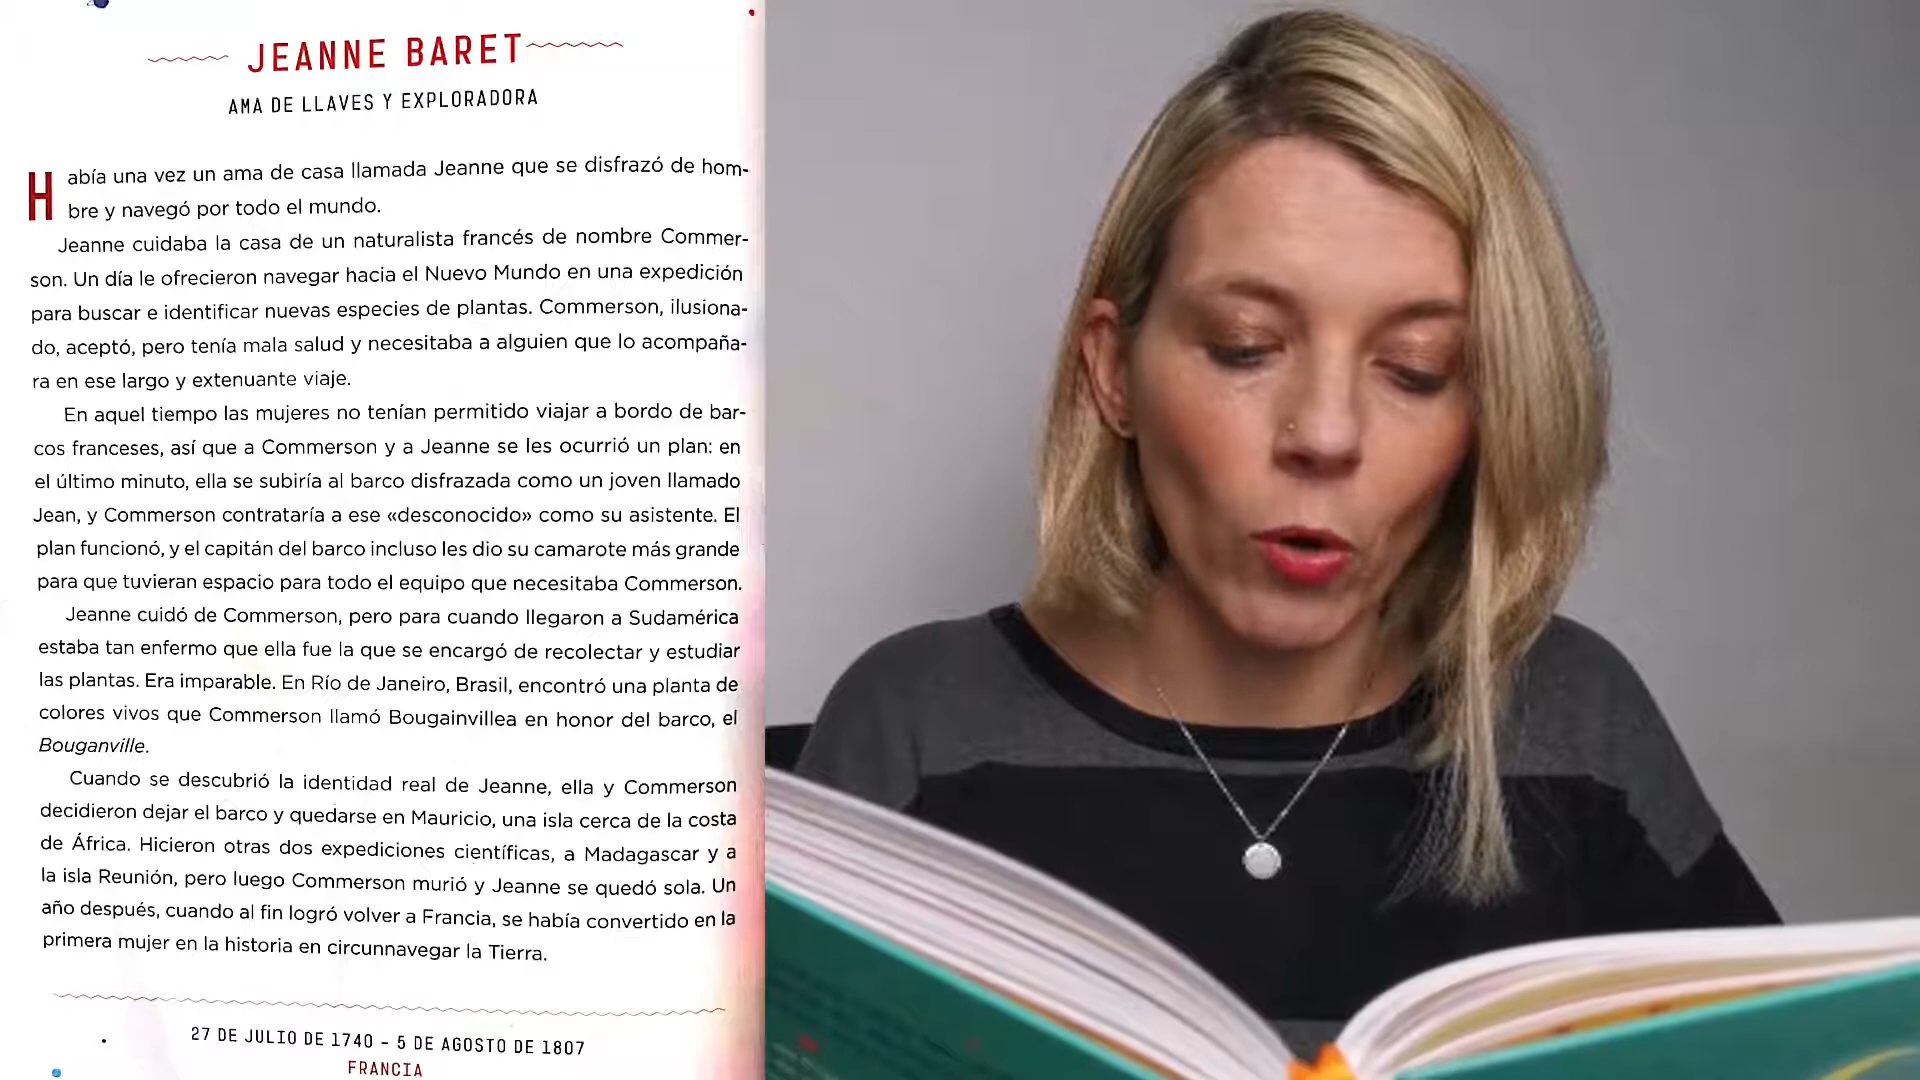 JEANNE BARET
AMA DE LLAVES Y EXPLORADORA
Había una vez un ama de casa llamada Jeanne que se disfrazó de hom-
bre y navegó por todo el mundo.
Jeanne cuidaba la casa de un naturalista francés de nombre Commer-
son. Un día le ofrecieron navegar hacia el Nuevo Mundo en una expedición
para buscar e identificar nuevas especies de plantas. Commerson, ilusiona-
do, aceptó, pero tenía mala salud y necesitaba a alguien que lo acompaña-
ra en ese largo y extenuante viaje.
En aquel tiempo las mujeres no tenían permitido viajar a bordo de bar-
cos franceses, así que a Commerson y a Jeanne se les ocurrió un plan: en
el último minuto, ella se subiría al barco disfrazada como un joven llamado
Jean, y Commerson contrataría a ese «desconocido» como su asistente. El
plan funcionó, y el capitán del barco incluso les dio su camarote más grande
para que tuvieran espacio para todo el equipo que necesitaba Commerson.
Jeanne cuidó de Commerson, pero para cuando llegaron a Sudamérica
estaba tan enfermo que ella fue la que se encargó de recolectar y estudiar
las plantas. Era imparable. En Río de Janeiro, Brasil, encontró una planta de
colores vivos que Commerson llamó Bougainvillea en honor del barco, el
Bouganville.
Cuando se descubrió la identidad real de Jeanne, ella y Commerson
decidieron dejar el barco y quedarse en Mauricio, una isla cerca de la costa
de África. Hicieron otras dos expediciones científicas, a Madagascar y a
la isla Reunión, pero luego Commerson murió y Jeanne se quedó sola. Un
año después, cuando al fin logró volver a Francia, se había convertido en la
primera mujer en la historia en circunnavegar la Tierra.
27 DE JULIO DE 1740 - 5 DE AGOSTO DE 1807
FRANCIA